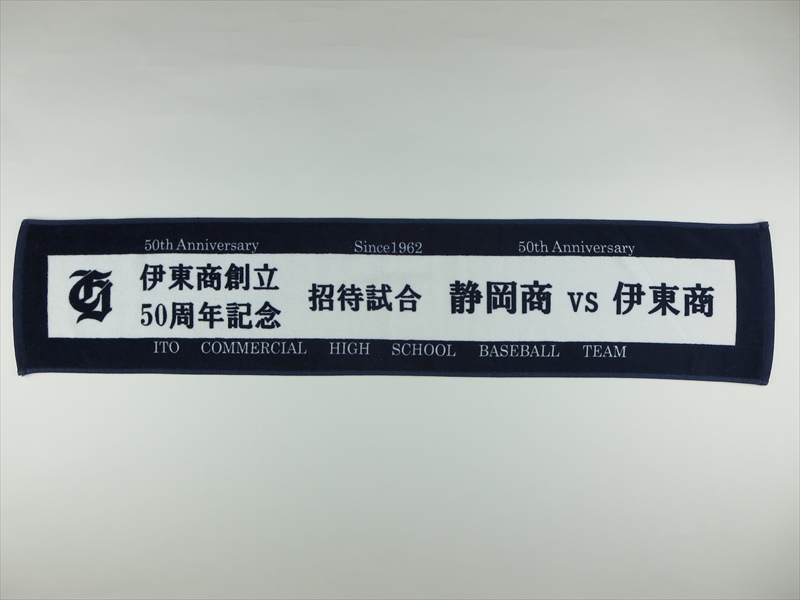 50th Anniversary Since1962 50th Anniversary
伊東商創立
50周年記念
招待試合 静岡商 vs 伊東商
ITO COMMERCIAL HIGH SCHOOL BASEBALL TEAM